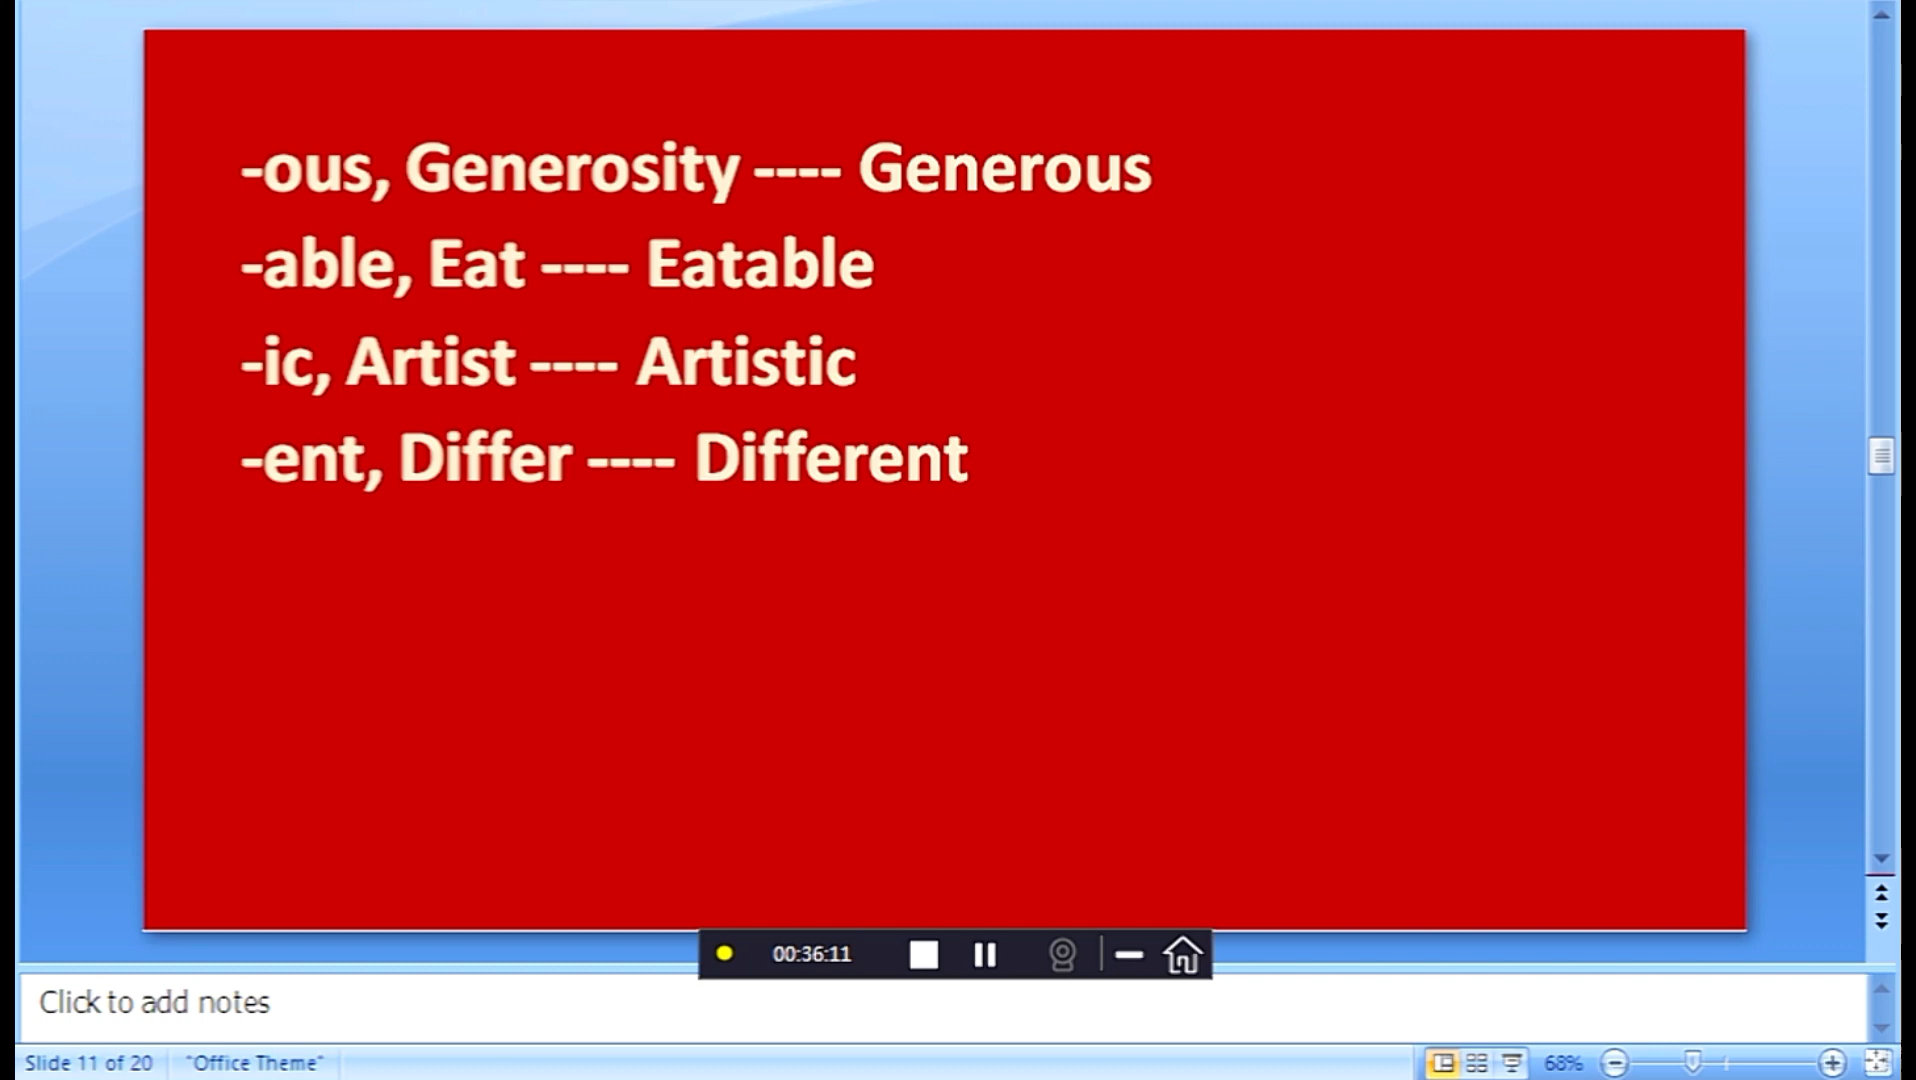 -ous, Generosity ---- Generous
-able, Eat ---- Eatable
-ic, Artist ---- Artistic
-ent, Differ ---- Different
00:36:11
Click to add notes
Slide 11 of 20 "Office Theme" 68%